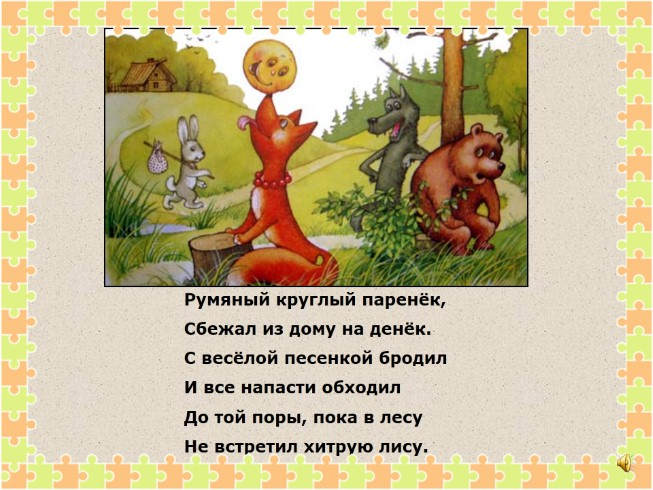 Румяный круглый паренёк,
Сбежал из дому на денёк.
С весёлой песенкой бродил
И все напасти обходил
До той поры, пока в лесу
Не встретил хитрую лису.